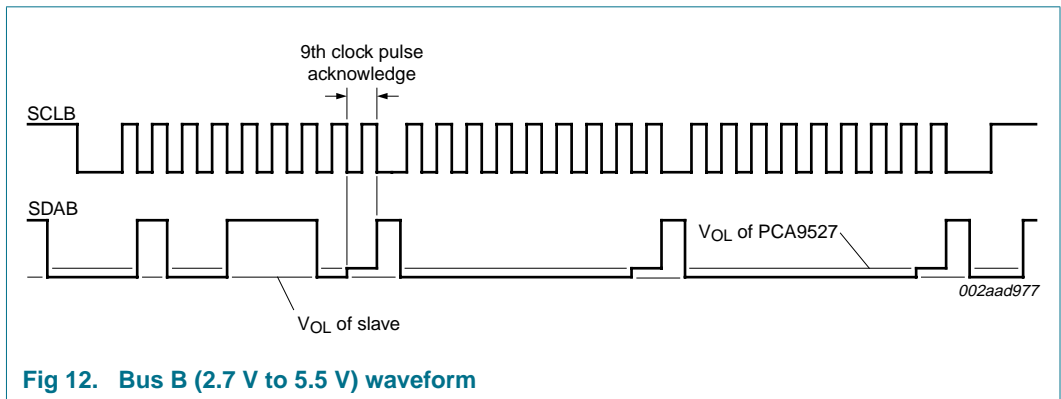 9th clock pulse
acknowledge
SCLB
SDAB
VOL of PCA9527
002aad977
VOL of slave
Fig 12. Bus B (2.7 V to 5.5 V) waveform